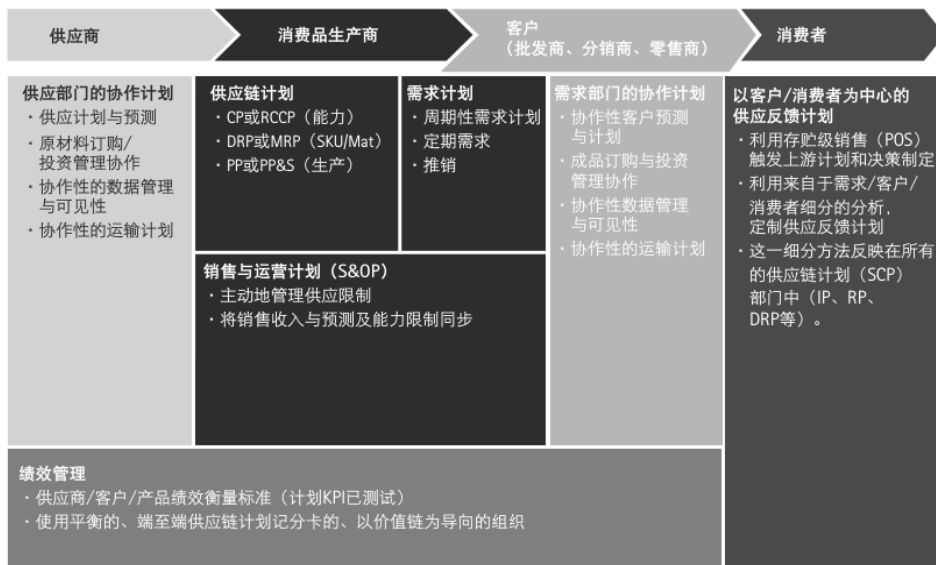 供应商
消费品生产商
客户
（批发商、分销商、零售商）
消费者
供应部门的协作计划
· 供应计划与预测
· 原材料订购/
投资管理协作
· 协作性的数据管理
与可见性
· 协作性的运输计划
供应链计划
· CP或RCCP（能力）
· DRP或MRP（SKU/Mat）
· PP或PP&S（生产）
需求计划
· 周期性需求计划
· 定期需求
· 推销
销售与运营计划（S&OP）
· 主动地管理供应限制
· 将销售收入与预测及能力限制同步
需求部门的协作计划
· 协作性客户预测
与计划
· 成品订购与投资
管理协作
· 协作性数据管理
与可见性
· 协作性的运输计划
以客户/消费者为中心的
供应反馈计划
· 利用存贮级销售（POS）
触发上游计划和决策制定
· 利用来自于需求/客户/
消费者细分的分析，
定制供应反馈计划
· 这一细分方法反映在所有
的供应链计划（SCP）
部门中（IP、RP、
DRP等）。
绩效管理
· 供应商/客户/产品绩效衡量标准（计划KPI已测试）
· 使用平衡的、端至端供应链计划记分卡的、以价值链为导向的组织